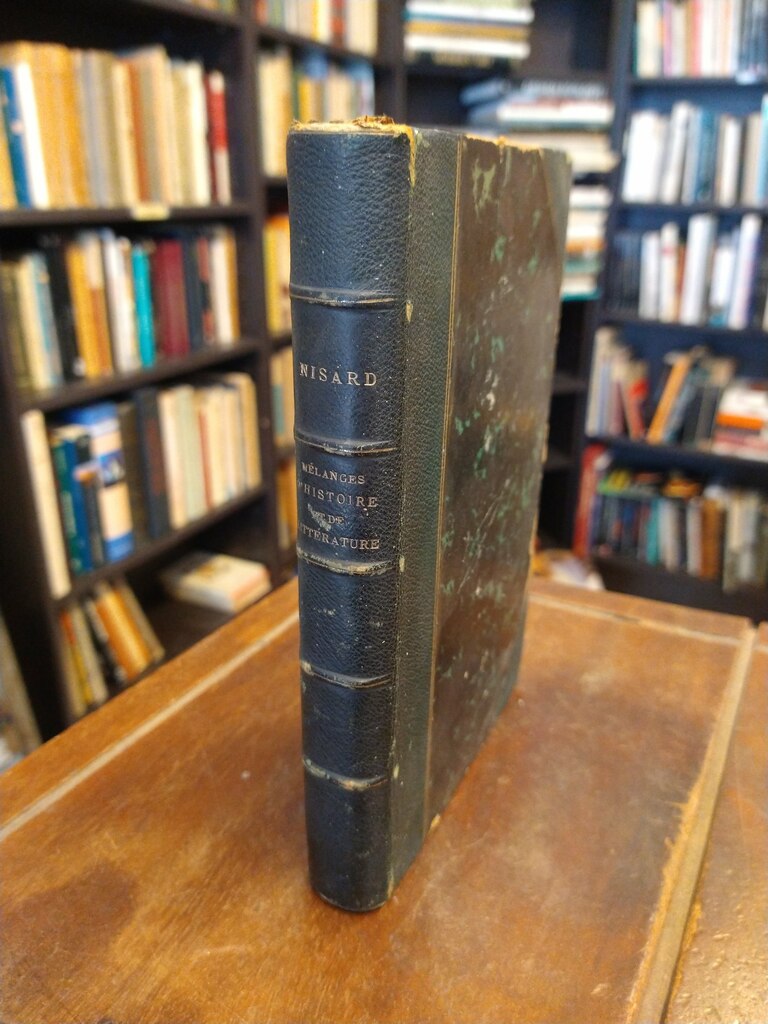 NISARD
MÉLANGES
D'HISTOIRE
ET DE
LITTÉRATURE